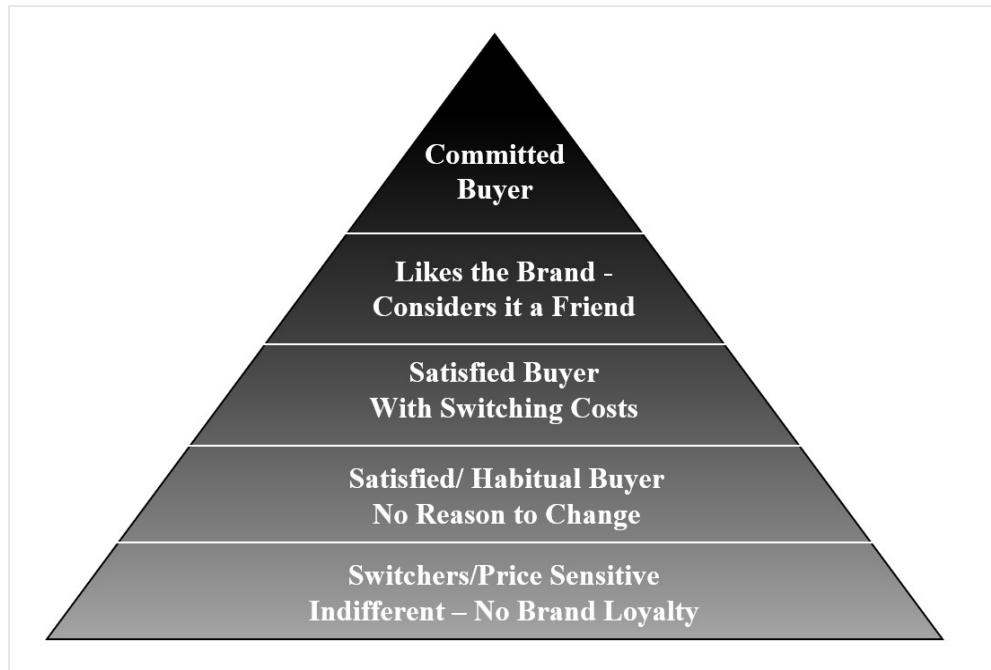 Committed
Buyer
Likes the Brand -
Considers it a Friend
Satisfied Buyer
With Switching Costs
Satisfied/ Habitual Buyer
No Reason to Change
Switchers/Price Sensitive
Indifferent – No Brand Loyalty